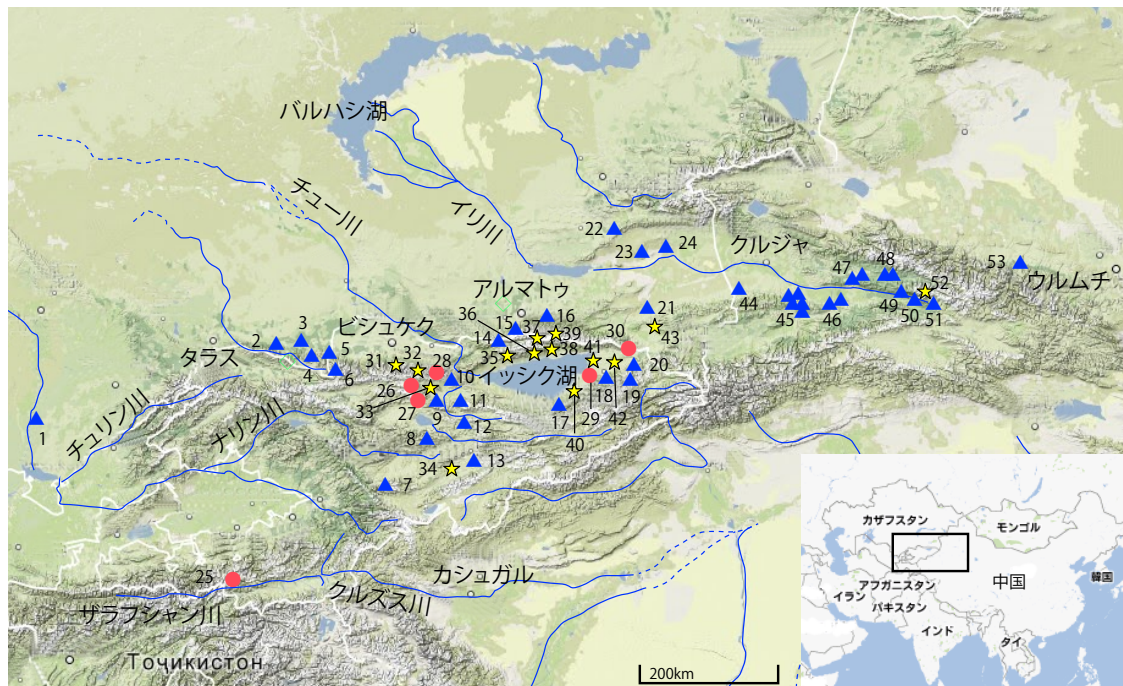 バルハシ湖
チュー川
イリ川
22
23
24
クルジャ
47
48
52
53
ウルムチ
44
49
45
46
50
51
アルマトゥ
16
21
36
15
37
39
43
30
14
38
41
35
ビシュケク
2
3
5
4
6
31
32
28
10
イッシク湖
20
26
タラス
33
27
9
11
18
19
17
29
42
40
1
チュリン川
ナリン川
8
12
34
13
7
25
カシュガル
クルズス川
ザラフシャン川
Тоҷикистон
200km
カザフスタン
モンゴル
中国
韓国
アフガニスタン
イラン
パキスタン
インド
タイ